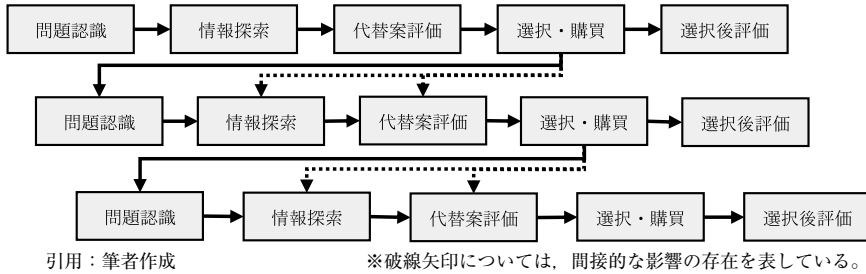 問題認識 情報探索 代替案評価 選択・購買 選択後評価
問題認識 情報探索 代替案評価 選択・購買 選択後評価
問題認識 情報探索 代替案評価 選択・購買 選択後評価
引用：筆者作成 ※破線矢印については，間接的な影響の存在を表している。